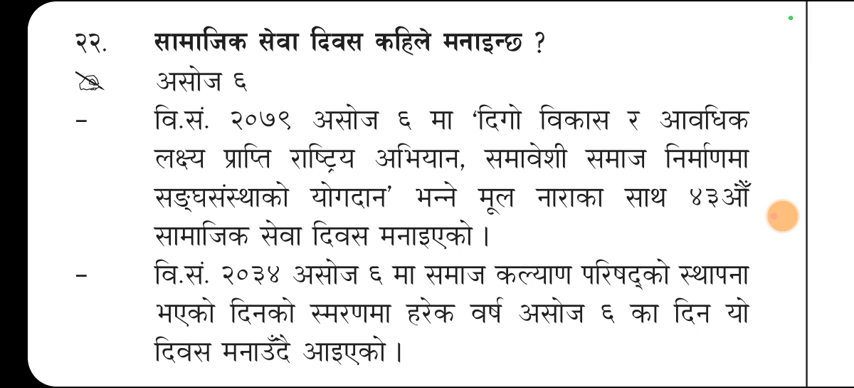 २२. सामाजिक सेवा दिवस कहिले मनाइन्छ ?
असोज ६
– वि.सं. २०७९ असोज ६ मा ‘दिगो विकास र आवधिक
लक्ष्य प्राप्ति राष्ट्रिय अभियान, समावेशी समाज निर्माणमा
सङ्घसंस्थाको योगदान’ भन्ने मूल नाराका साथ ४३औँ
सामाजिक सेवा दिवस मनाइएको ।
– वि.सं. २०३४ असोज ६ मा समाज कल्याण परिषद्को स्थापना
भएको दिनको स्मरणमा हरेक वर्ष असोज ६ का दिन यो
दिवस मनाउँदै आइएको ।